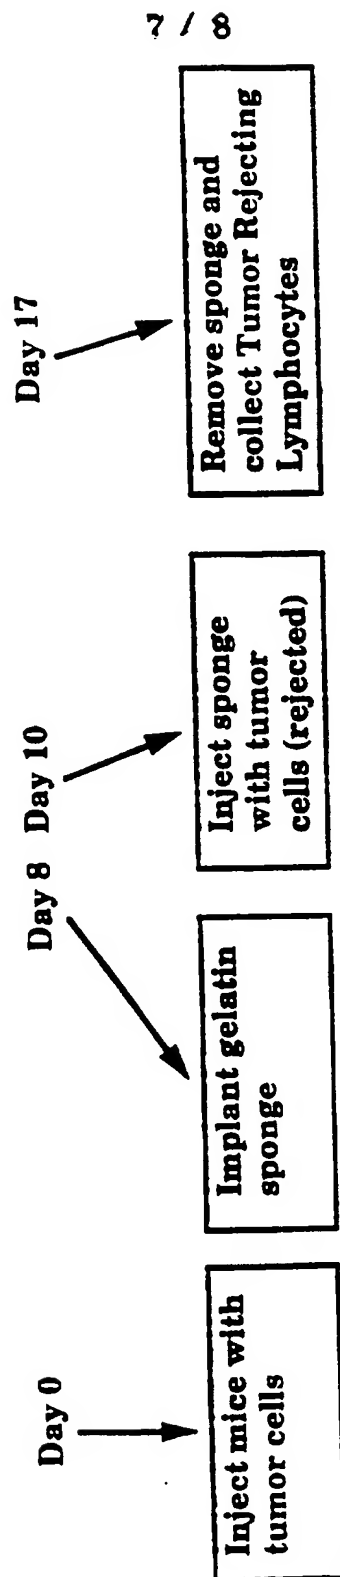 7 / 8
Day 0
Inject mice with
tumor cells
Day 8
Implant gelatin
sponge
Day 10
Inject sponge
with tumor
cells (rejected)
Day 17
Remove sponge and
collect Tumor Rejecting
Lymphocytes